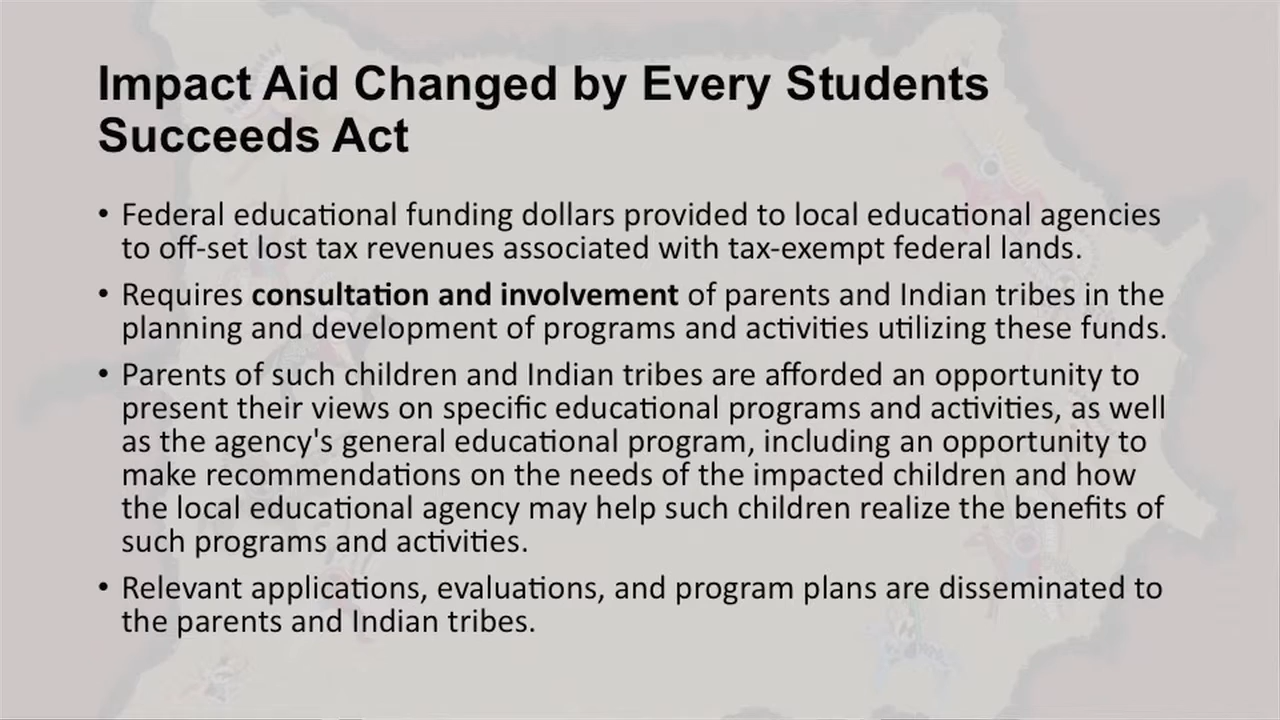 Impact Aid Changed by Every Students
Succeeds Act
• Federal educational funding dollars provided to local educational agencies
to off-set lost tax revenues associated with tax-exempt federal lands.
• Requires consultation and involvement of parents and Indian tribes in the
planning and development of programs and activities utilizing these funds.
• Parents of such children and Indian tribes are afforded an opportunity to
present their views on specific educational programs and activities, as well
as the agency's general educational program, including an opportunity to
make recommendations on the needs of the impacted children and how
the local educational agency may help such children realize the benefits of
such programs and activities.
• Relevant applications, evaluations, and program plans are disseminated to
the parents and Indian tribes.